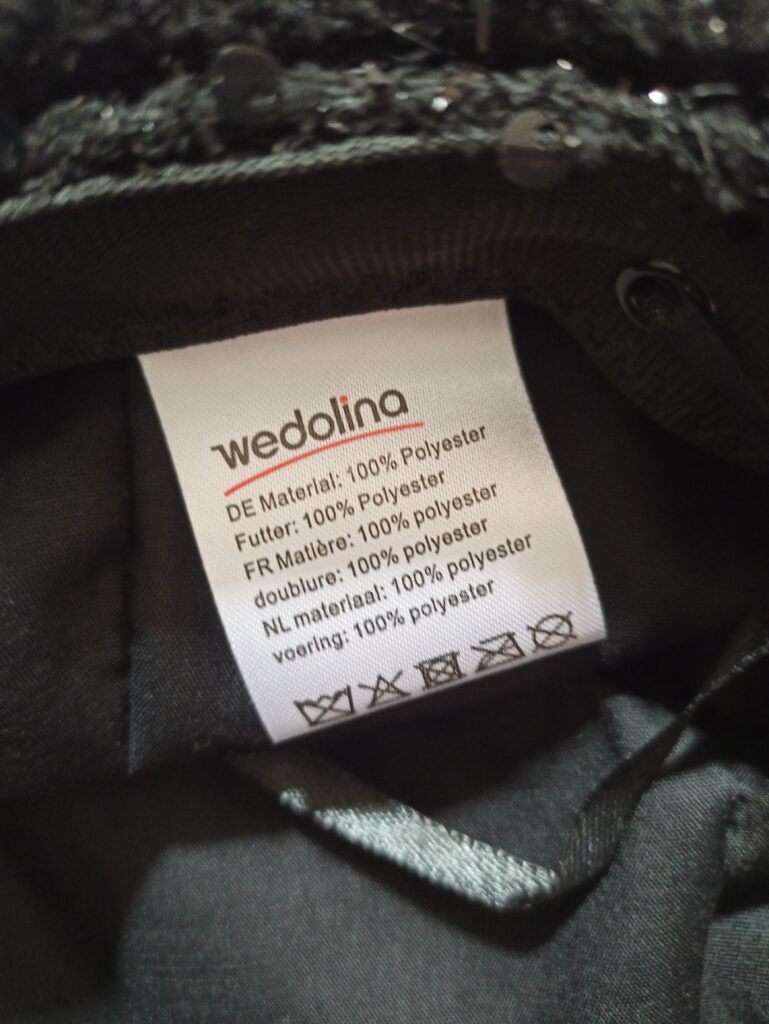 wedolina
DE Material: 100% Polyester
Futter: 100% Polyester
FR Matière: 100% polyester
doublure: 100% polyester
NL materiaal: 100% polyester
voering: 100% polyester